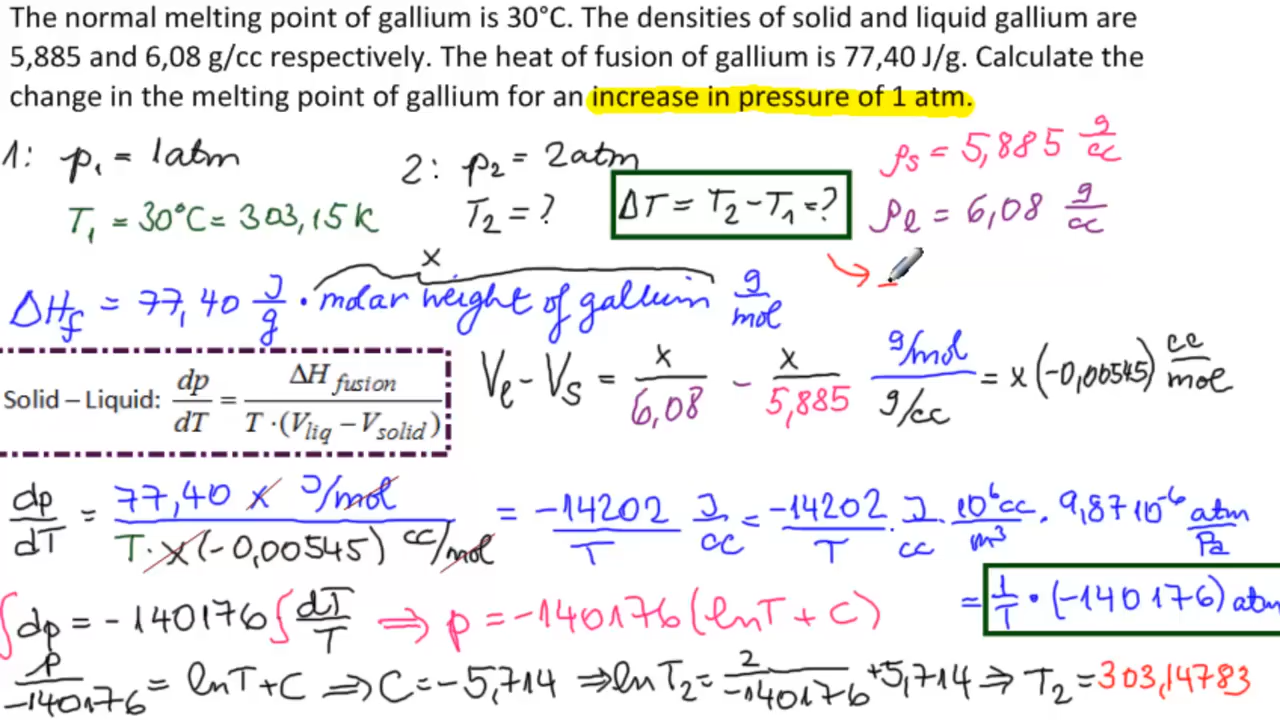 The normal melting point of gallium is 30°C. The densities of solid and liquid gallium are
5,885 and 6,08 g/cc respectively. The heat of fusion of gallium is 77,40 J/g. Calculate the
change in the melting point of gallium for an increase in pressure of 1 atm.
1: p₁ = 1atm 2: p₂ = 2atm ρs = 5,885 g/cc
T₁ = 30°C = 303,15 K T₂ = ? ΔT = T₂ - T₁ = ? ρℓ = 6,08 g/cc
x
ΔHf = 77,40 J/g · molar weight of gallium g/mol
Solid – Liquid: dp/dT = ΔH fusion / T · (Vliq – Vsolid)
Vℓ - Vs = x/6,08 - x/5,885 g/mol / g/cc = x (-0,00545) cc/mol
dp/dT = 77,40 x J/mol / T · x (-0,00545) cc/mol = -14202/T J/cc = -14202/T · J/cc · 10⁶cc/m³ · 9,87 10⁻⁶ atm/Pa
= 1/T · (-140176) atm
∫dp = -140176 ∫dT/T ⇒ p = -140176 (lnT + C)
p/-140176 = lnT + C ⇒ C = -5,714 ⇒ lnT₂ = 2/-140176 + 5,714 ⇒ T₂ = 303,14783